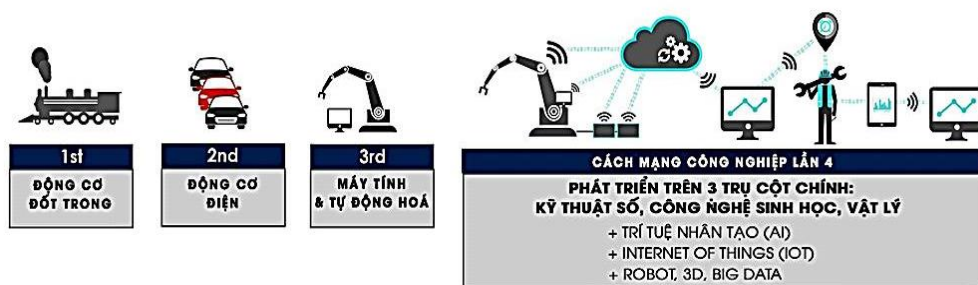 1st
ĐỘNG CƠ
ĐỐT TRONG
2nd
ĐỘNG CƠ
ĐIỆN
3rd
MÁY TÍNH
& TỰ ĐỘNG HOÁ
CÁCH MẠNG CÔNG NGHIỆP LẦN 4
PHÁT TRIỂN TRÊN 3 TRỤ CỘT CHÍNH:
KỸ THUẬT SỐ, CÔNG NGHỆ SINH HỌC, VẬT LÝ
+ TRÍ TUỆ NHÂN TẠO (AI)
+ INTERNET OF THINGS (IOT)
+ ROBOT, 3D, BIG DATA